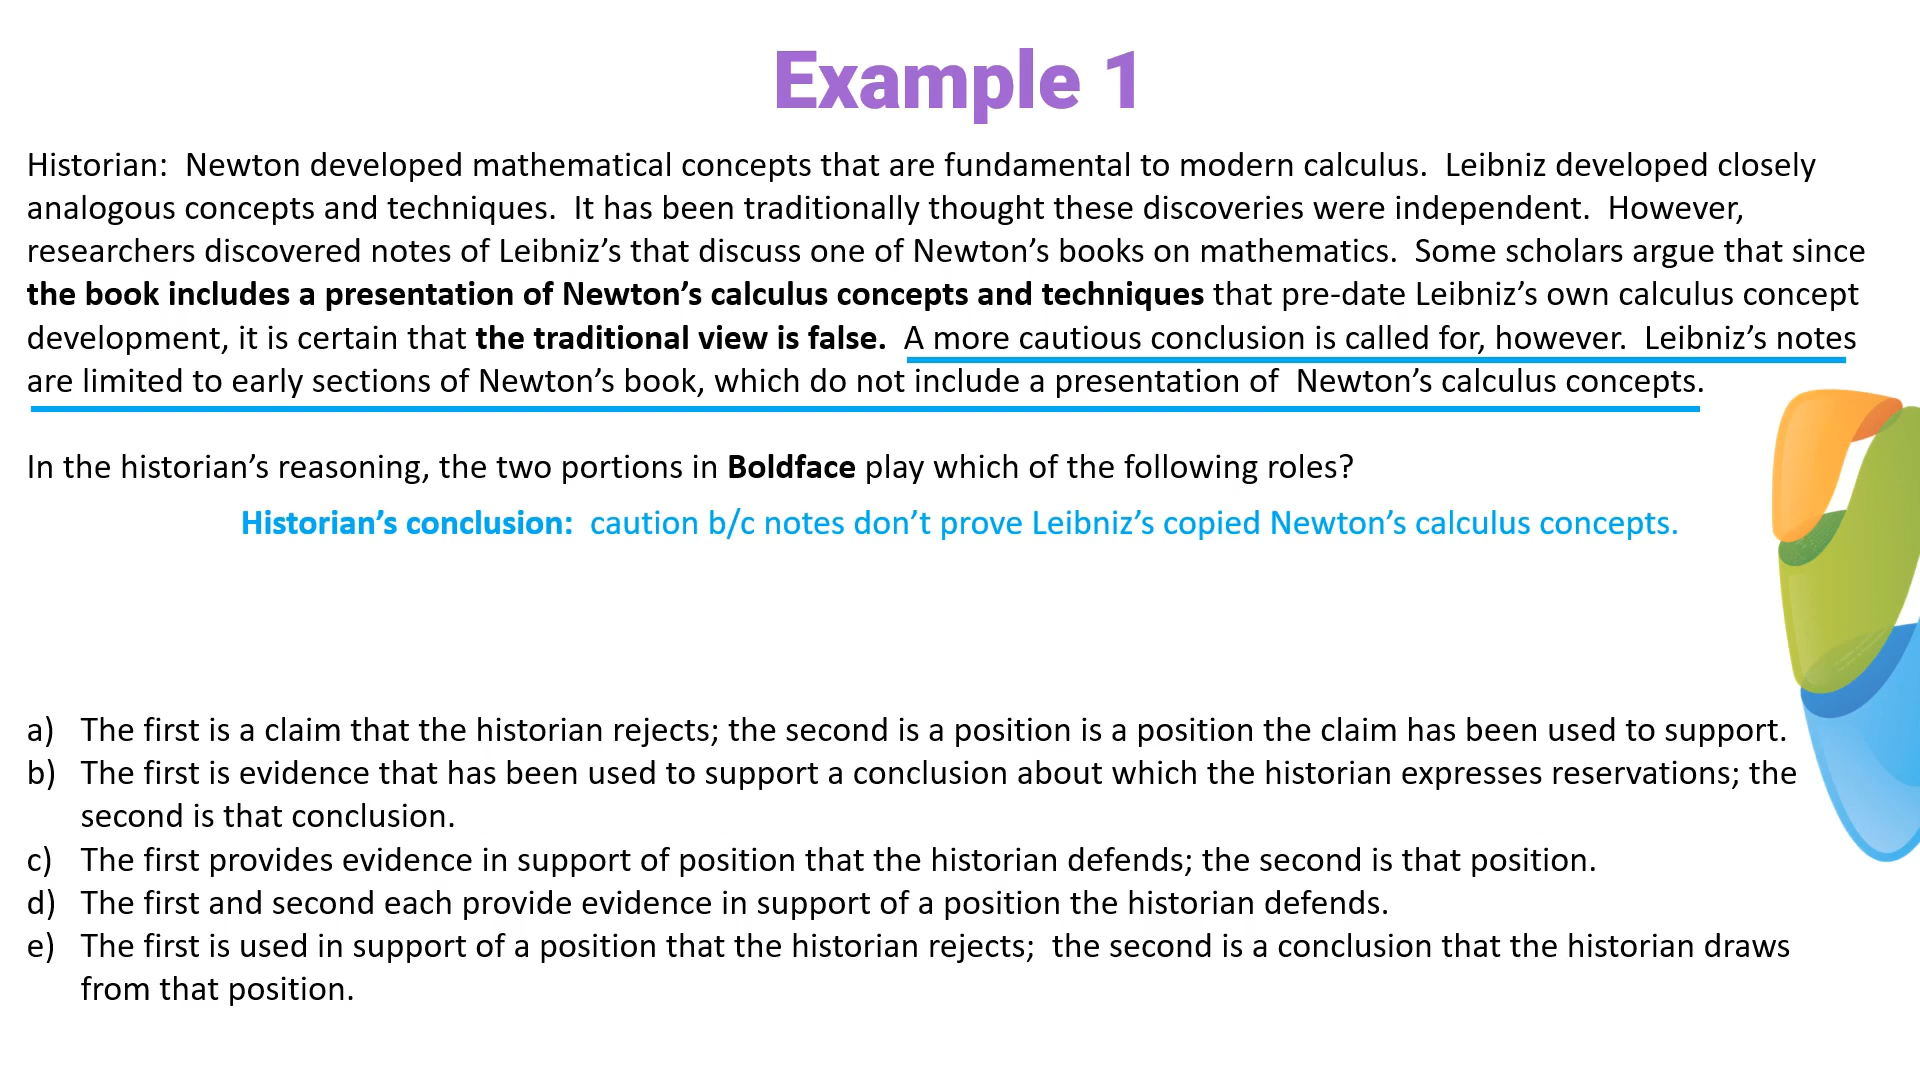 Example 1
Historian:  Newton developed mathematical concepts that are fundamental to modern calculus.  Leibniz developed closely
analogous concepts and techniques.  It has been traditionally thought these discoveries were independent.  However,
researchers discovered notes of Leibniz’s that discuss one of Newton’s books on mathematics.  Some scholars argue that since
the book includes a presentation of Newton’s calculus concepts and techniques that pre-date Leibniz’s own calculus concept
development, it is certain that the traditional view is false.  A more cautious conclusion is called for, however.  Leibniz’s notes
are limited to early sections of Newton’s book, which do not include a presentation of  Newton’s calculus concepts.
In the historian’s reasoning, the two portions in Boldface play which of the following roles?
Historian’s conclusion:  caution b/c notes don’t prove Leibniz’s copied Newton’s calculus concepts.
a) The first is a claim that the historian rejects; the second is a position is a position the claim has been used to support.
b) The first is evidence that has been used to support a conclusion about which the historian expresses reservations; the
second is that conclusion.
c) The first provides evidence in support of position that the historian defends; the second is that position.
d) The first and second each provide evidence in support of a position the historian defends.
e) The first is used in support of a position that the historian rejects;  the second is a conclusion that the historian draws
from that position.